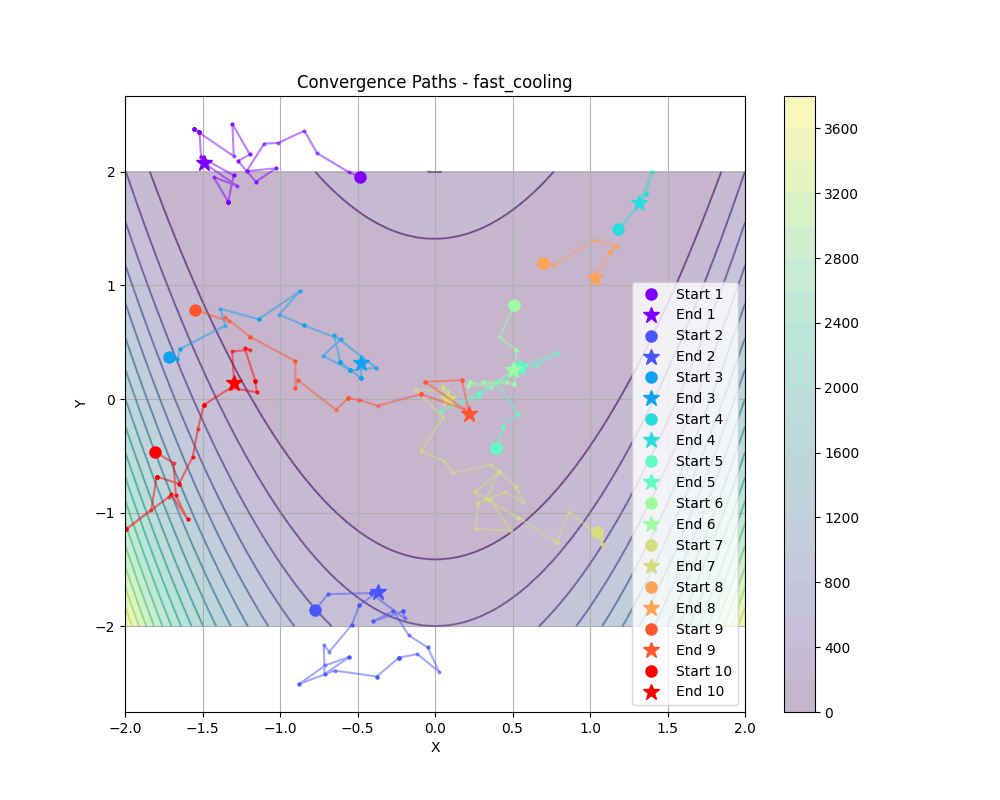 Convergence Paths - fast_cooling
Y
2
1
0
−1
−2
−2.0 −1.5 −1.0 −0.5 0.0 0.5 1.0 1.5 2.0
X
Start 1
End 1
Start 2
End 2
Start 3
End 3
Start 4
End 4
Start 5
End 5
Start 6
End 6
Start 7
End 7
Start 8
End 8
Start 9
End 9
Start 10
End 10
3600
3200
2800
2400
2000
1600
1200
800
400
0